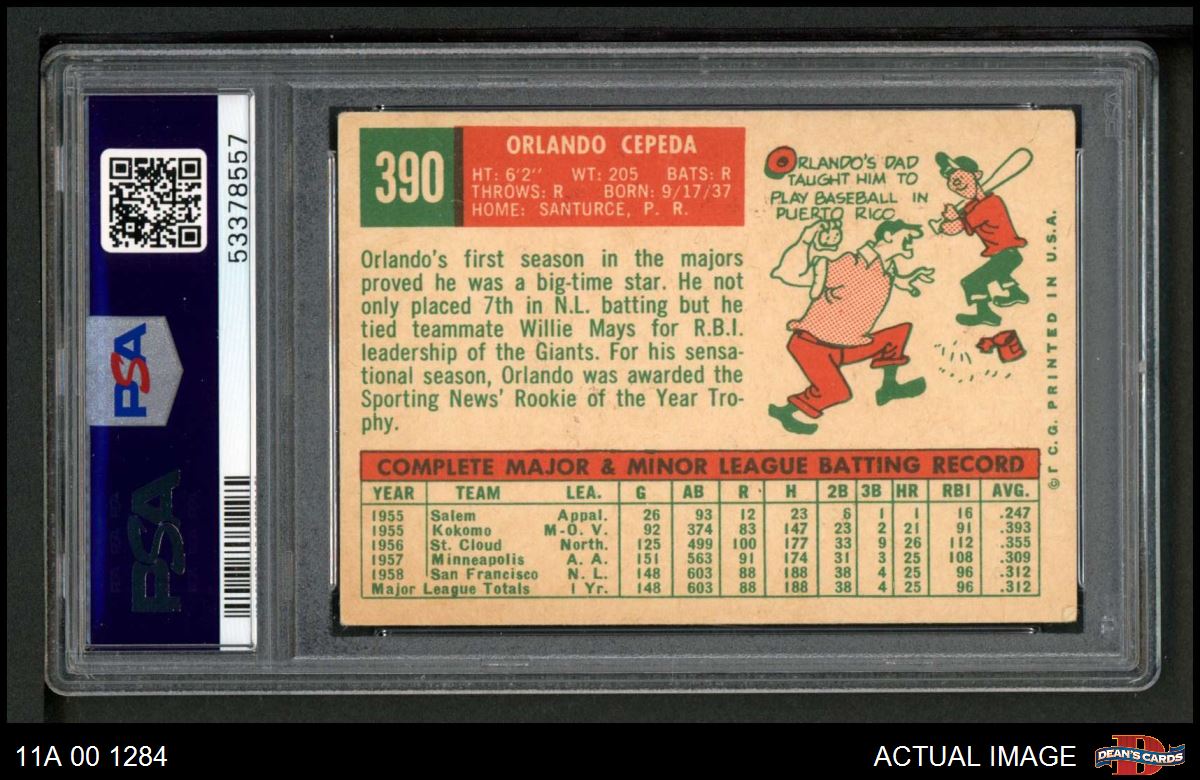 53378557
PSA
PSA
390
ORLANDO CEPEDA
HT: 6'2" WT: 205 BATS: R
THROWS: R BORN: 9/17/37
HOME: SANTURCE, P. R.
ORLANDO'S DAD
TAUGHT HIM TO
PLAY BASEBALL IN
PUERTO RICO
Orlando's first season in the majors
proved he was a big-time star. He not
only placed 7th in N.L. batting but he
tied teammate Willie Mays for R.B.I.
leadership of the Giants. For his sensa-
tional season, Orlando was awarded the
Sporting News' Rookie of the Year Tro-
phy.
© T. C. G. PRINTED IN U.S.A.
COMPLETE MAJOR & MINOR LEAGUE BATTING RECORD
YEAR TEAM LEA. G AB R H 2B 3B HR RBI AVG.
1955 Salem Appal. 26 93 12 23 6 1 1 16 .247
1955 Kokomo M-O. V. 92 374 83 147 23 2 21 91 .393
1956 St. Cloud North. 125 499 100 177 33 9 26 112 .355
1957 Minneapolis A. A. 151 563 91 174 31 3 25 108 .309
1958 San Francisco N. L. 148 603 88 188 38 4 25 96 .312
Major League Totals 1 Yr. 148 603 88 188 38 4 25 96 .312
11A 00 1284
ACTUAL IMAGE
DEAN'S CARDS